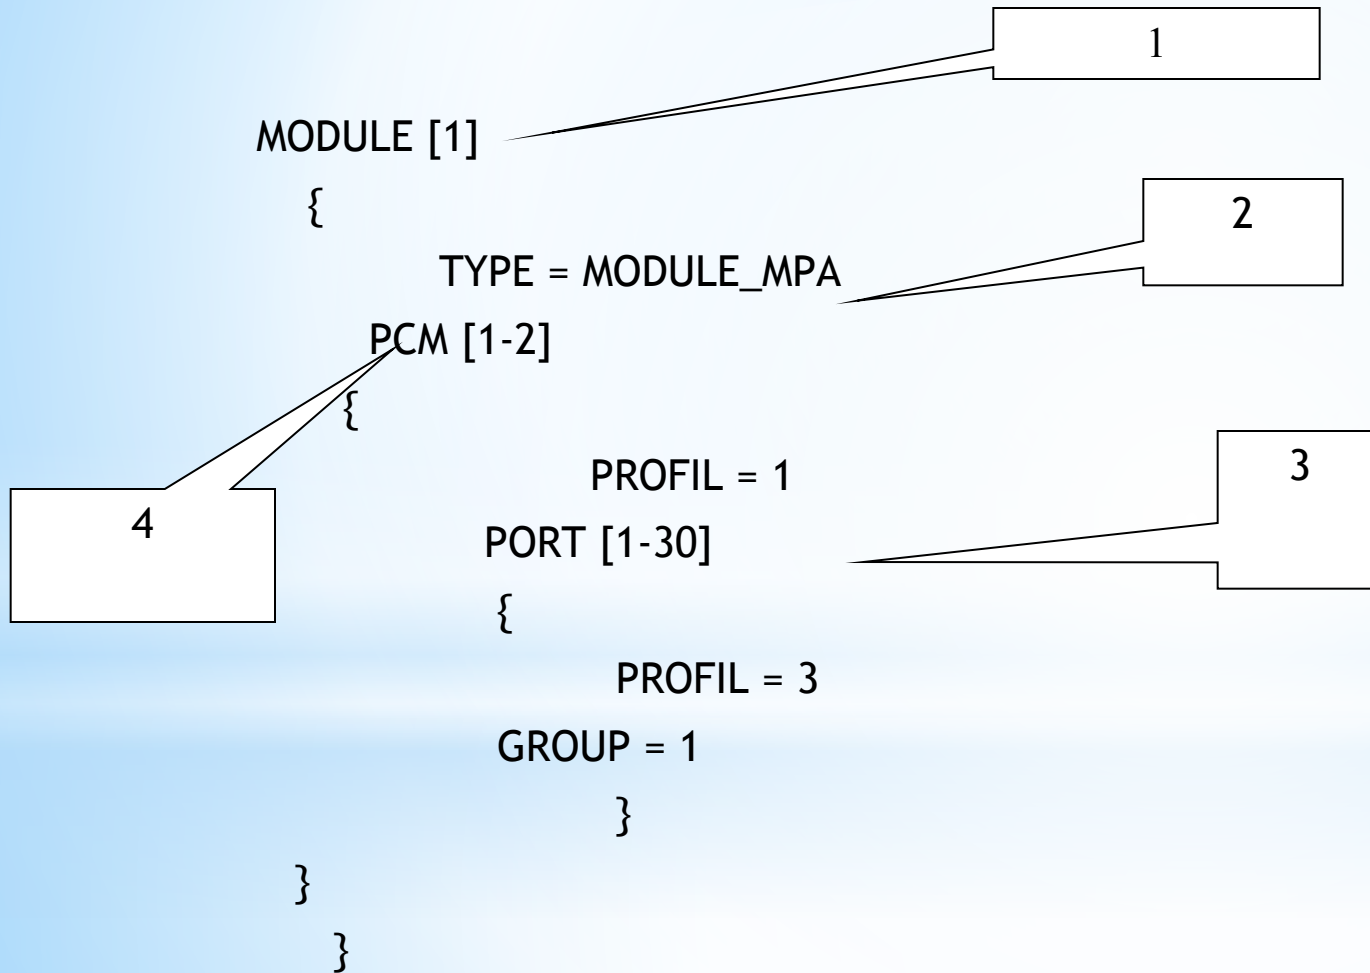 1
MODULE [1]
{
2
TYPE = MODULE_MPA
PCM [1-2]
{
3
PROFIL = 1
4
PORT [1-30]
{
PROFIL = 3
GROUP = 1
}
}
}